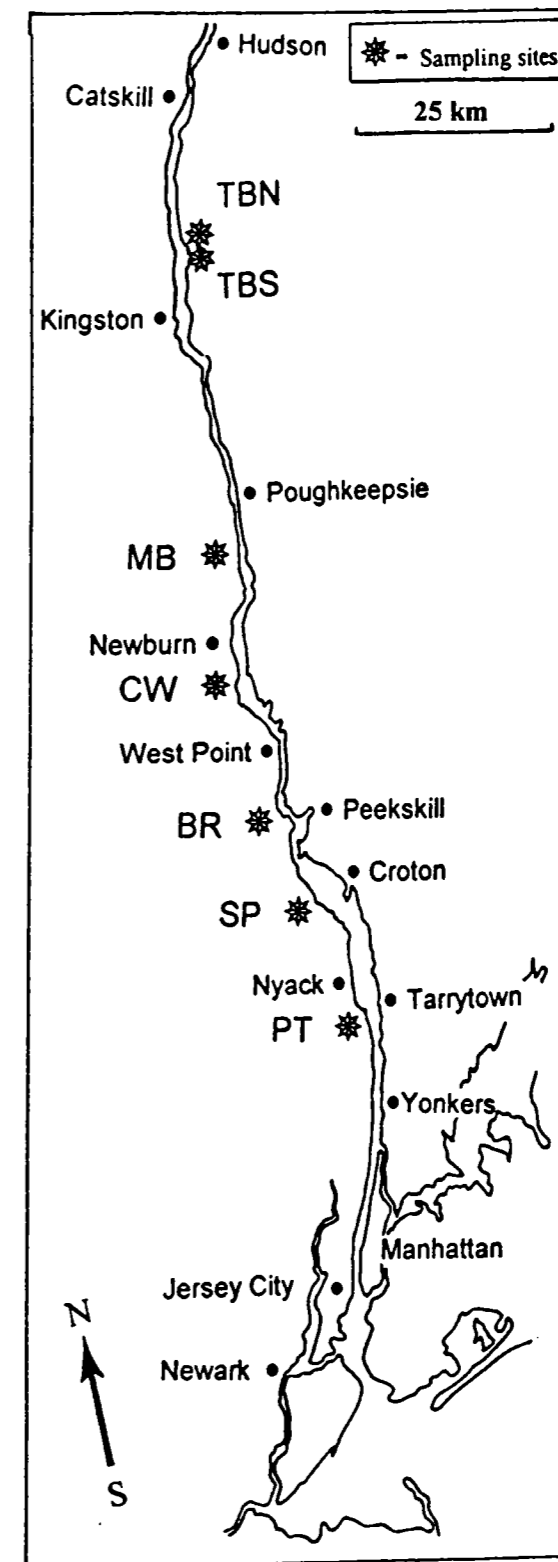 Hudson
✵ - Sampling sites
Catskill
25 km
TBN
TBS
Kingston
Poughkeepsie
MB
Newburn
CW
West Point
BR
Peekskill
Croton
SP
Nyack
Tarrytown
PT
Yonkers
Manhattan
Jersey City
N
Newark
S